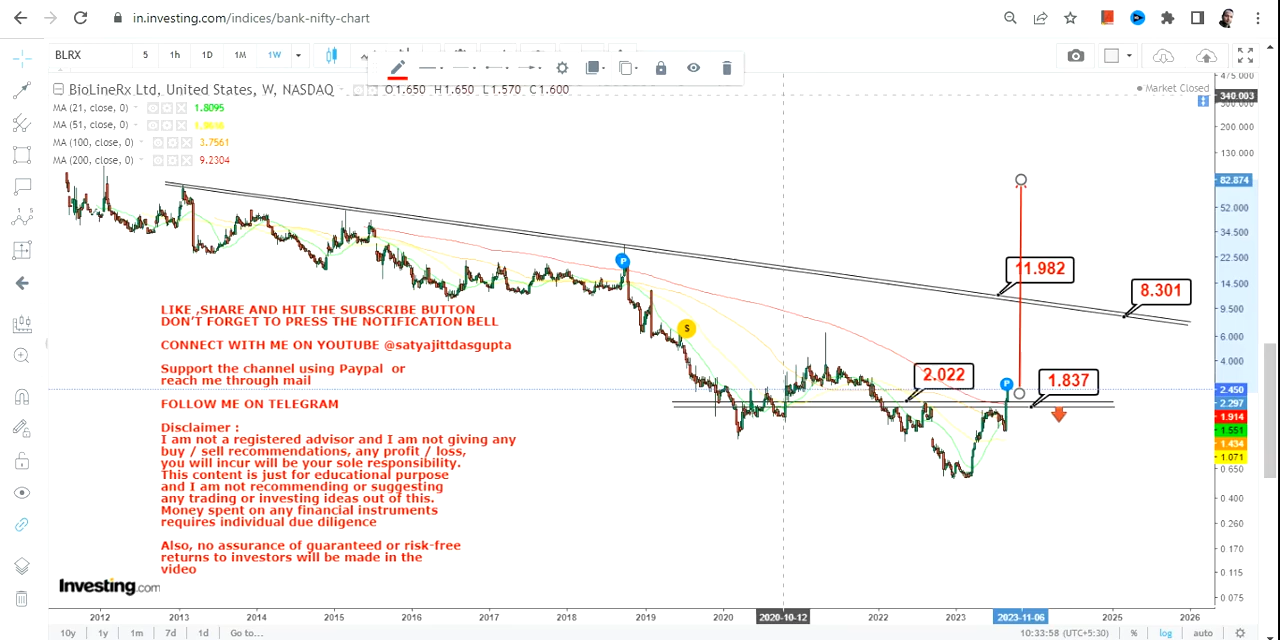 in.investing.com/indices/bank-nifty-chart
BLRX 5 1h 1D 1M 1W
BioLineRx Ltd, United States, W, NASDAQ O1.650 H1.650 L1.570 C1.600
Market Closed
MA (21, close, 0) 1.8095
MA (51, close, 0)
MA (100, close, 0) 3.7561
MA (200, close, 0) 9.2304
475.000
340.003
300.000
200.000
130.000
82.874
52.000
34.500
22.500
14.500
9.500
6.000
4.000
2.450
2.297
1.914
1.551
1.434
1.071
0.650
0.400
0.260
0.170
0.115
0.075
P
S
P
11.982
8.301
2.022
1.837
LIKE ,SHARE AND HIT THE SUBSCRIBE BUTTON
DON'T FORGET TO PRESS THE NOTIFICATION BELL
CONNECT WITH ME ON YOUTUBE @satyajittdasgupta
Support the channel using Paypal or
reach me through mail
FOLLOW ME ON TELEGRAM
Disclaimer :
I am not a registered advisor and I am not giving any
buy / sell recommendations, any profit / loss,
you will incur will be your sole responsibility.
This content is just for educational purpose
and I am not recommending or suggesting
any trading or investing ideas out of this.
Money spent on any financial instruments
requires individual due diligence
Also, no assurance of guaranteed or risk-free
returns to investors will be made in the
video
Investing.com
2012 2013 2014 2015 2016 2017 2018 2019 2020 2020-10-12 2022 2023 2023-11-06 2025 2026
10y 1y 1m 7d 1d Go to... 10:33:58 (UTC+5:30) % log auto